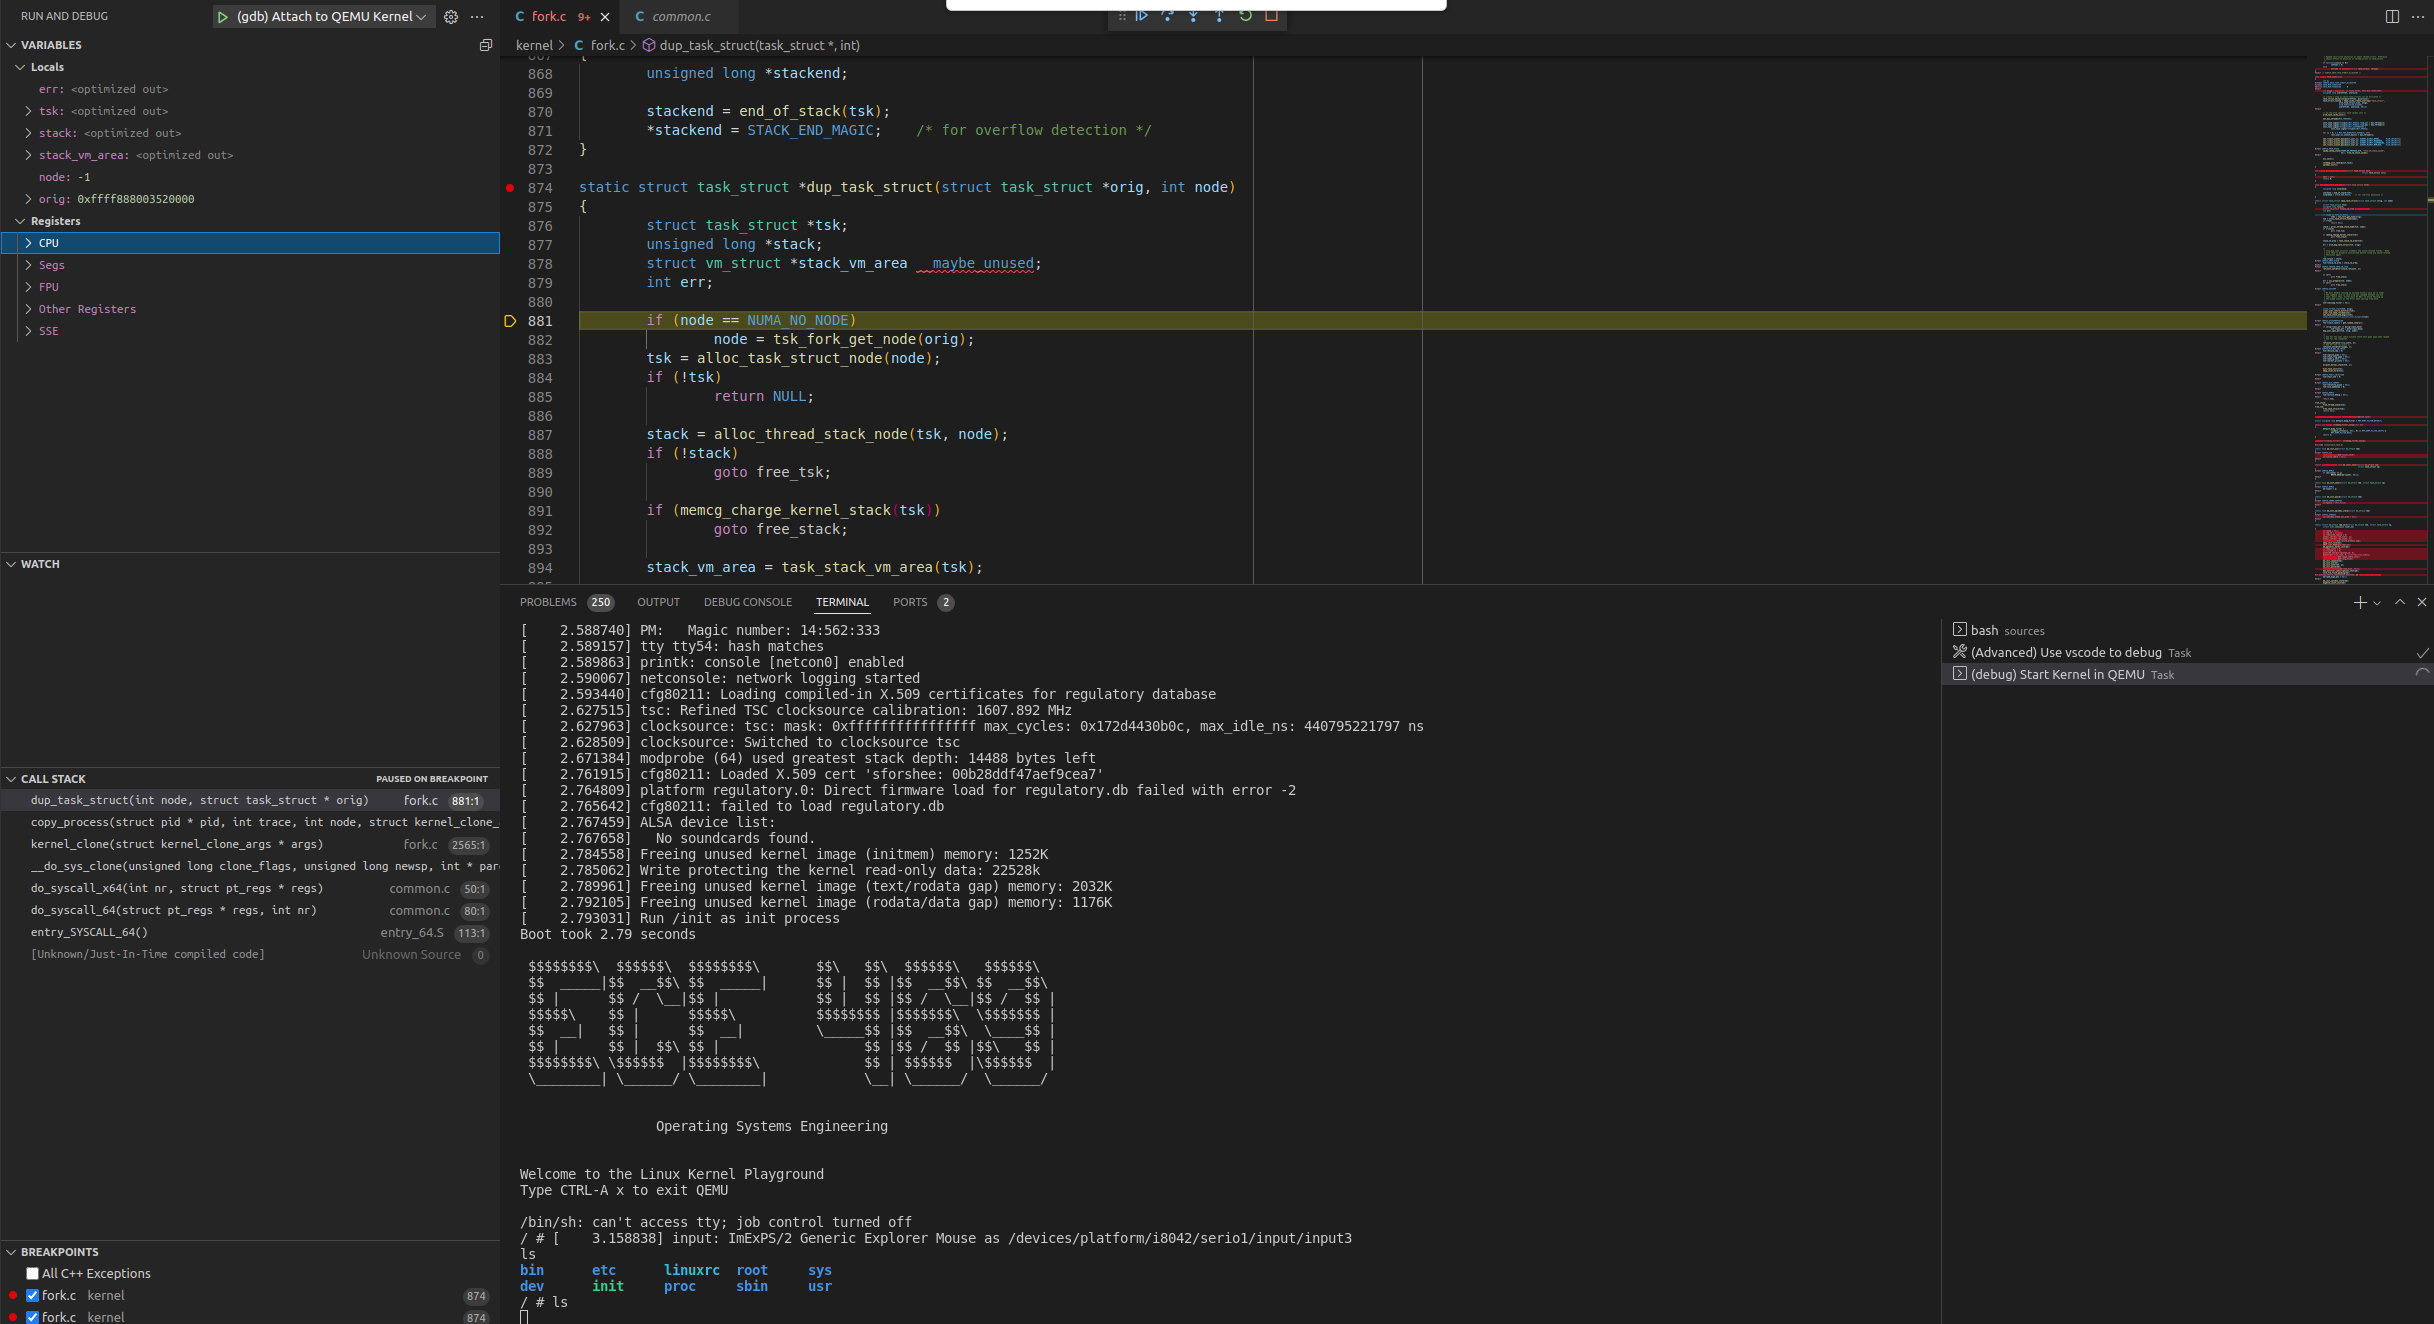 RUN AND DEBUG
(gdb) Attach to QEMU Kernel
VARIABLES
Locals
err: <optimized out>
tsk: <optimized out>
stack: <optimized out>
stack_vm_area: <optimized out>
node: -1
orig: 0xffff888003520000
Registers
CPU
Segs
FPU
Other Registers
SSE
WATCH
CALL STACK PAUSED ON BREAKPOINT
dup_task_struct(int node, struct task_struct * orig) fork.c 881:1
copy_process(struct pid * pid, int trace, int node, struct kernel_clone_
kernel_clone(struct kernel_clone_args * args) fork.c 2565:1
__do_sys_clone(unsigned long clone_flags, unsigned long newsp, int * par
do_syscall_x64(int nr, struct pt_regs * regs) common.c 50:1
do_syscall_64(struct pt_regs * regs, int nr) common.c 80:1
entry_SYSCALL_64() entry_64.S 113:1
[Unknown/Just-In-Time compiled code] Unknown Source 0
BREAKPOINTS
All C++ Exceptions
fork.c kernel 874
fork.c kernel 874
C fork.c 9+
C common.c
kernel > C fork.c > dup_task_struct(task_struct *, int)
867 {
868 unsigned long *stackend;
869
870 stackend = end_of_stack(tsk);
871 *stackend = STACK_END_MAGIC; /* for overflow detection */
872 }
873
874 static struct task_struct *dup_task_struct(struct task_struct *orig, int node)
875 {
876 struct task_struct *tsk;
877 unsigned long *stack;
878 struct vm_struct *stack_vm_area __maybe_unused;
879 int err;
880
881 if (node == NUMA_NO_NODE)
882 node = tsk_fork_get_node(orig);
883 tsk = alloc_task_struct_node(node);
884 if (!tsk)
885 return NULL;
886
887 stack = alloc_thread_stack_node(tsk, node);
888 if (!stack)
889 goto free_tsk;
890
891 if (memcg_charge_kernel_stack(tsk))
892 goto free_stack;
893
894 stack_vm_area = task_stack_vm_area(tsk);
PROBLEMS 250 OUTPUT DEBUG CONSOLE TERMINAL PORTS 2
[    2.588740] PM:   Magic number: 14:562:333
[    2.589157] tty tty54: hash matches
[    2.589863] printk: console [netcon0] enabled
[    2.590067] netconsole: network logging started
[    2.593440] cfg80211: Loading compiled-in X.509 certificates for regulatory database
[    2.627515] tsc: Refined TSC clocksource calibration: 1607.892 MHz
[    2.627963] clocksource: tsc: mask: 0xffffffffffffffff max_cycles: 0x172d4430b0c, max_idle_ns: 440795221797 ns
[    2.628509] clocksource: Switched to clocksource tsc
[    2.671384] modprobe (64) used greatest stack depth: 14488 bytes left
[    2.761915] cfg80211: Loaded X.509 cert 'sforshee: 00b28ddf47aef9cea7'
[    2.764809] platform regulatory.0: Direct firmware load for regulatory.db failed with error -2
[    2.765642] cfg80211: failed to load regulatory.db
[    2.767459] ALSA device list:
[    2.767658]   No soundcards found.
[    2.784558] Freeing unused kernel image (initmem) memory: 1252K
[    2.785062] Write protecting the kernel read-only data: 22528k
[    2.789961] Freeing unused kernel image (text/rodata gap) memory: 2032K
[    2.792105] Freeing unused kernel image (rodata/data gap) memory: 1176K
[    2.793031] Run /init as init process
Boot took 2.79 seconds
ECE 469
Operating Systems Engineering
Welcome to the Linux Kernel Playground
Type CTRL-A x to exit QEMU
/bin/sh: can't access tty; job control turned off
/ # [    3.158838] input: ImExPS/2 Generic Explorer Mouse as /devices/platform/i8042/serio1/input/input3
ls
bin etc linuxrc root sys
dev init proc sbin usr
/ # ls
bash sources
(Advanced) Use vscode to debug Task
(debug) Start Kernel in QEMU Task